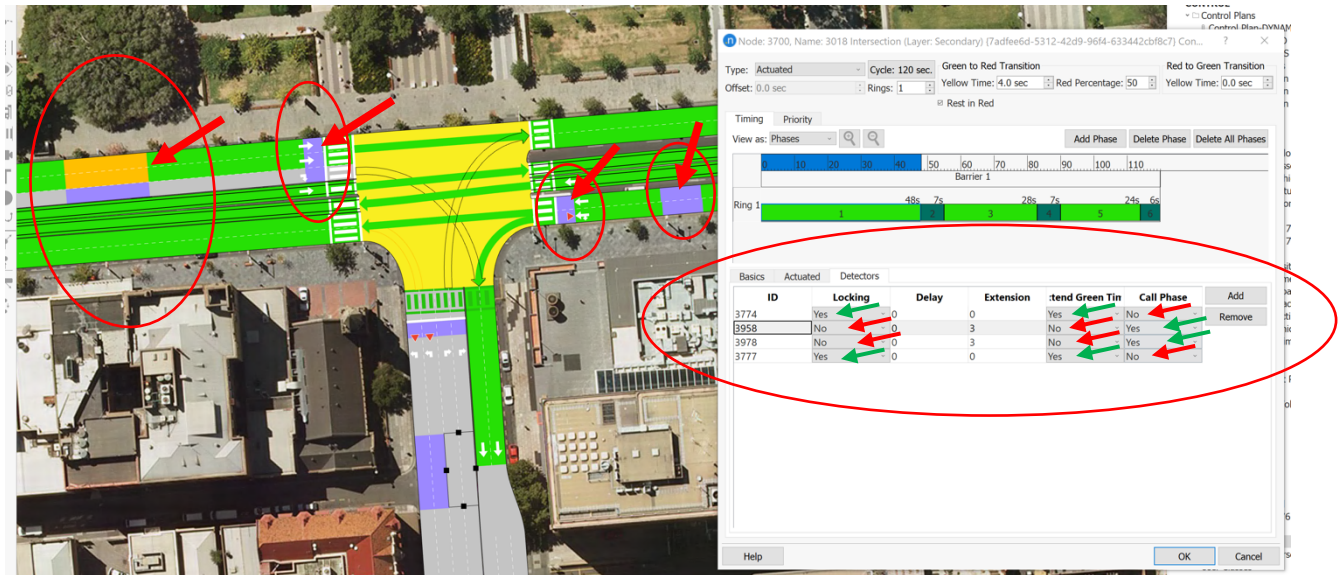 CONTROL
Control Plans
Control Plan-DYNAM
Node: 3700, Name: 3018 Intersection (Layer: Secondary) {7adfee6d-5312-42d9-96f4-633442cbf8c7} Con... ? ×
Type: Actuated Cycle: 120 sec. Green to Red Transition Red to Green Transition
Offset: 0.0 sec Rings: 1 Yellow Time: 4.0 sec Red Percentage: 50 Yellow Time: 0.0 sec
Rest in Red
Timing Priority
View as: Phases Add Phase Delete Phase Delete All Phases
0 10 20 30 40 50 60 70 80 90 100 110
Barrier 1
48s 7s 28s 7s 24s 6s
Ring 1 1 2 3 4 5 6
Basics Actuated Detectors
ID Locking Delay Extension :tend Green Tin Call Phase Add
3774 Yes 0 0 Yes No Remove
3958 No 0 3 No Yes
3978 No 0 3 No Yes
3777 Yes 0 0 Yes No
Help OK Cancel